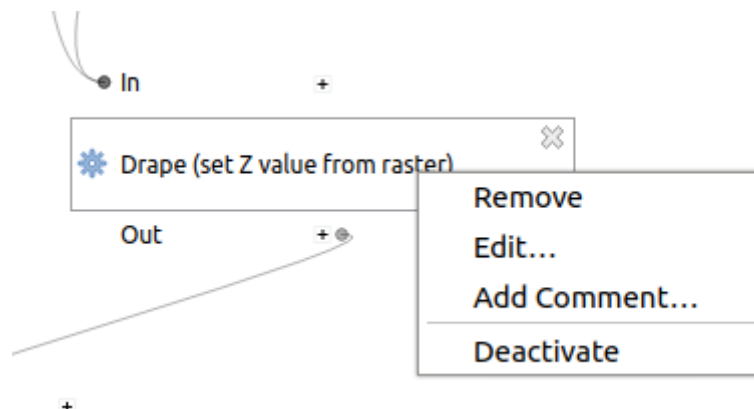 In +
Drape (set Z value from raster)
Remove
Out +
Edit...
Add Comment...
Deactivate
+